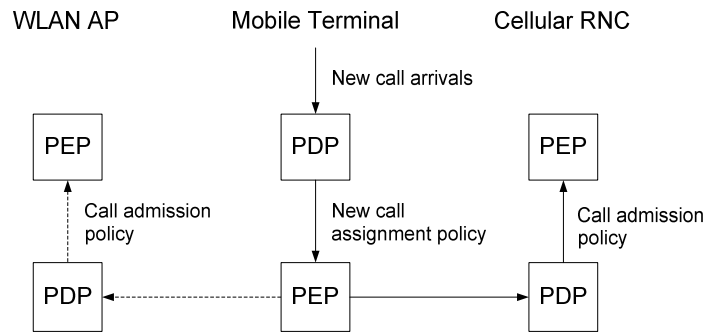 WLAN AP
Mobile Terminal
Cellular RNC
New call arrivals
PEP
PDP
PEP
Call admission
policy
New call
assignment policy
Call admission
policy
PDP
PEP
PDP